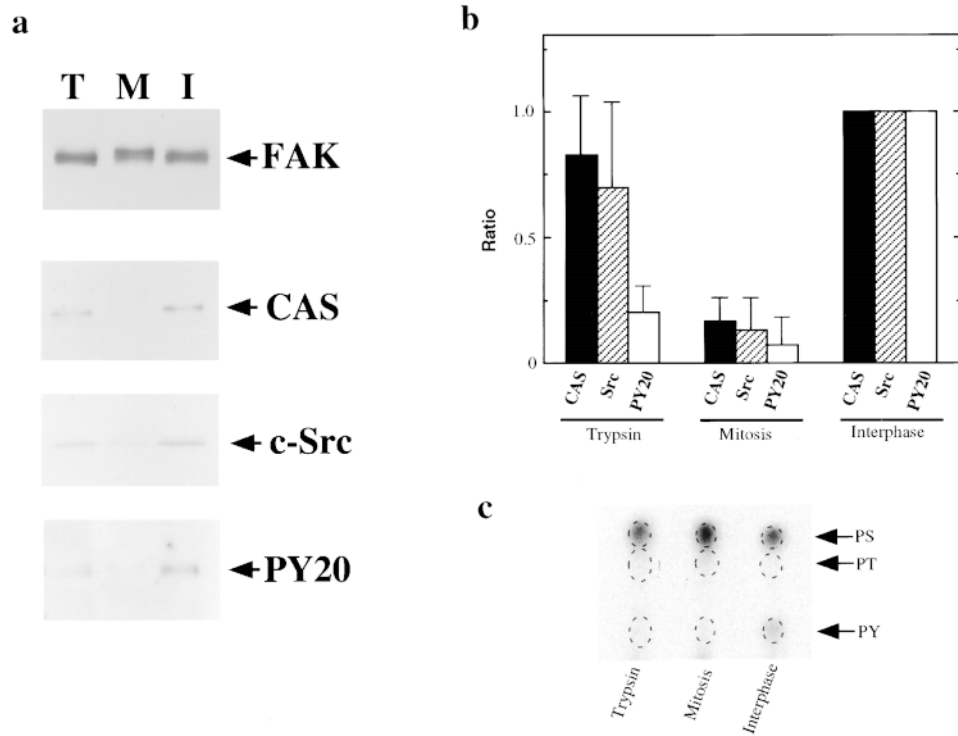 a
T M I
FAK
CAS
c-Src
PY20
b
Ratio
1.0
0.5
0
CAS Src PY20 CAS Src PY20 CAS Src PY20
Trypsin Mitosis Interphase
c
PS
PT
PY
Trypsin Mitosis Interphase